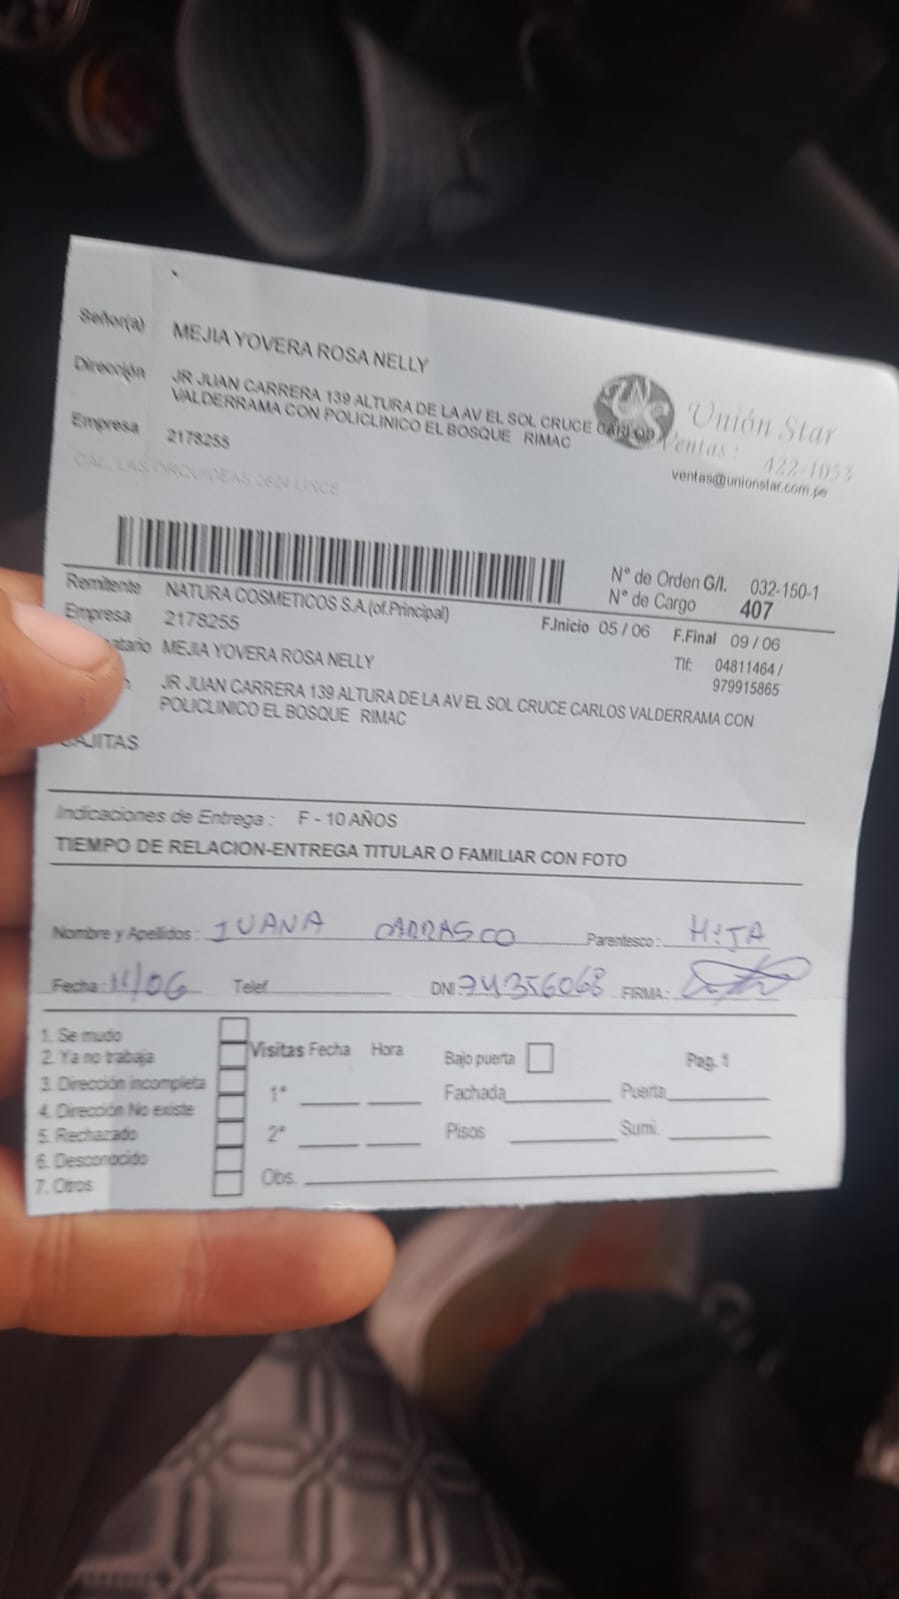 Señor(a) MEJIA YOVERA ROSA NELLY
Dirección JR JUAN CARRERA 139 ALTURA DE LA AV EL SOL CRUCE CARLOS
VALDERRAMA CON POLICLINICO EL BOSQUE RIMAC
Empresa 2178255
CAL. LAS ORQUIDEAS 2624 LINCE
Unión Star
Ventas: 422-1053
ventas@unionstar.com.pe
N° de Orden G/I. 032-150-1
N° de Cargo 407
Remitente NATURA COSMETICOS S.A.(of.Principal)
Empresa 2178255
F.Inicio 05 / 06 F.Final 09 / 06
atario MEJIA YOVERA ROSA NELLY
Tlf: 04811464 /
979915865
JR JUAN CARRERA 139 ALTURA DE LA AV EL SOL CRUCE CARLOS VALDERRAMA CON
POLICLINICO EL BOSQUE RIMAC
CAJITAS
Indicaciones de Entrega : F - 10 AÑOS
TIEMPO DE RELACION-ENTREGA TITULAR O FAMILIAR CON FOTO
Nombre y Apellidos : IUANA CARRASCO Parentesco : HIJA
Fecha : 11/06 Telef. DNI 74356068 FIRMA :
1. Se mudo
2. Ya no trabaja
3. Dirección incompleta
4. Dirección No existe
5. Rechazado
6. Desconocido
7. Otros
Visitas Fecha Hora Bajo puerta Pag. 1
1° Fachada Puerta
2° Pisos Sumi.
Obs.